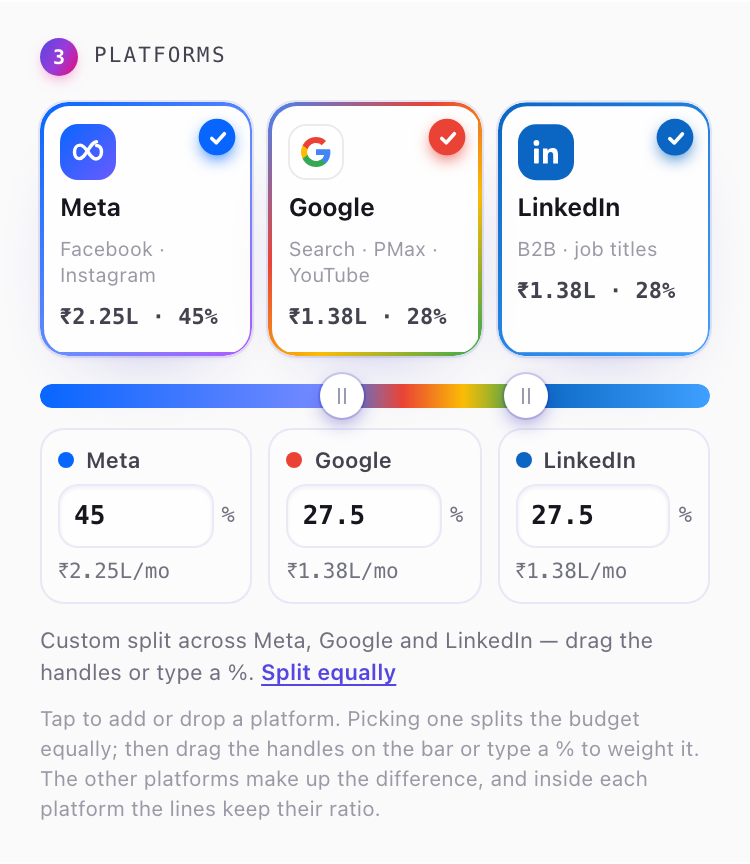 3 PLATFORMS
Meta
Facebook ·
Instagram
₹2.25L · 45%
Google
Search · PMax ·
YouTube
₹1.38L · 28%
in
LinkedIn
B2B · job titles
₹1.38L · 28%
Meta
45 %
₹2.25L/mo
Google
27.5 %
₹1.38L/mo
LinkedIn
27.5 %
₹1.38L/mo
Custom split across Meta, Google and LinkedIn — drag the
handles or type a %. Split equally
Tap to add or drop a platform. Picking one splits the budget
equally; then drag the handles on the bar or type a % to weight it.
The other platforms make up the difference, and inside each
platform the lines keep their ratio.